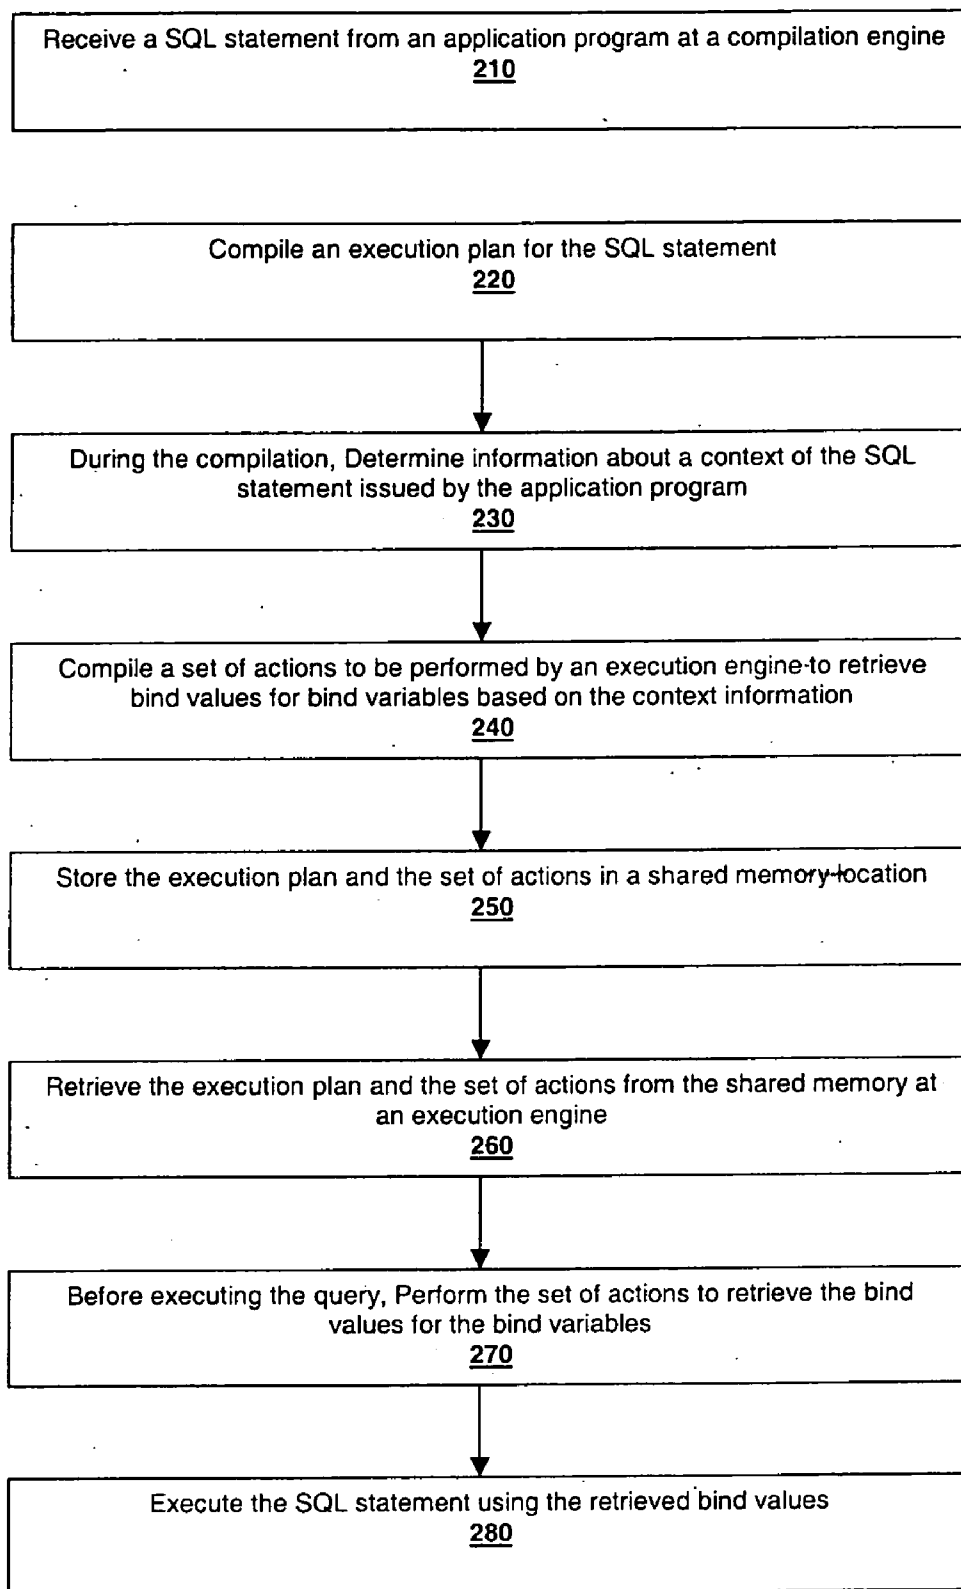 Receive a SQL statement from an application program at a compilation engine
210
Compile an execution plan for the SQL statement
220
During the compilation, Determine information about a context of the SQL
statement issued by the application program
230
Compile a set of actions to be performed by an execution engine to retrieve
bind values for bind variables based on the context information
240
Store the execution plan and the set of actions in a shared memory location
250
Retrieve the execution plan and the set of actions from the shared memory at
an execution engine
260
Before executing the query, Perform the set of actions to retrieve the bind
values for the bind variables
270
Execute the SQL statement using the retrieved bind values
280